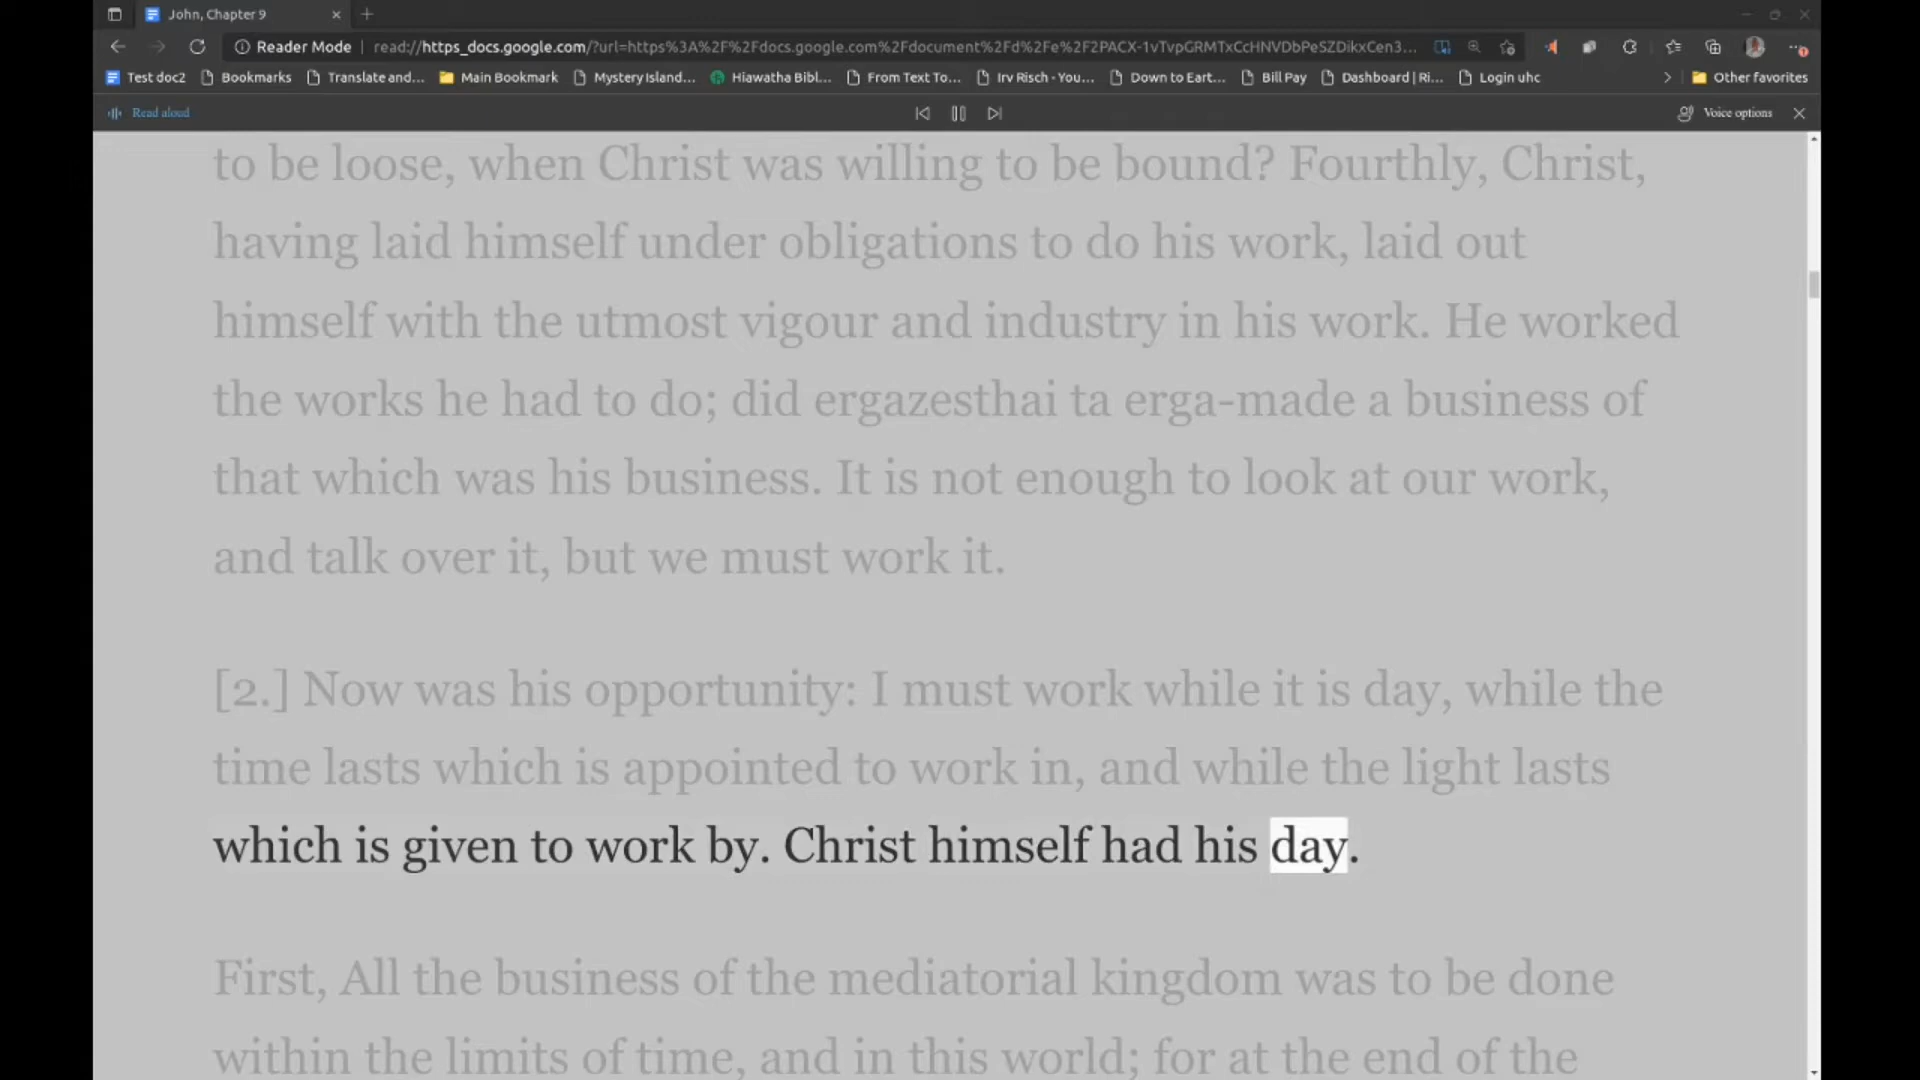 John, Chapter 9
Reader Mode
read://https_docs.google.com/?url=https%3A%2F%2Fdocs.google.com%2Fdocument%2Fd%2Fe%2F2PACX-1vTvpGRMTxCcHNVDbPeSZDikxCen3...
Test doc2
Bookmarks
Translate and...
Main Bookmark
Mystery Island...
Hiawatha Bibl...
From Text To...
Irv Risch - You...
Down to Eart...
Bill Pay
Dashboard | Ri...
Login uhc
Other favorites
Read aloud
Voice options
to be loose, when Christ was willing to be bound? Fourthly, Christ,
having laid himself under obligations to do his work, laid out
himself with the utmost vigour and industry in his work. He worked
the works he had to do; did ergazesthai ta erga-made a business of
that which was his business. It is not enough to look at our work,
and talk over it, but we must work it.
[2.] Now was his opportunity: I must work while it is day, while the
time lasts which is appointed to work in, and while the light lasts
which is given to work by. Christ himself had his day.
First, All the business of the mediatorial kingdom was to be done
within the limits of time, and in this world; for at the end of the